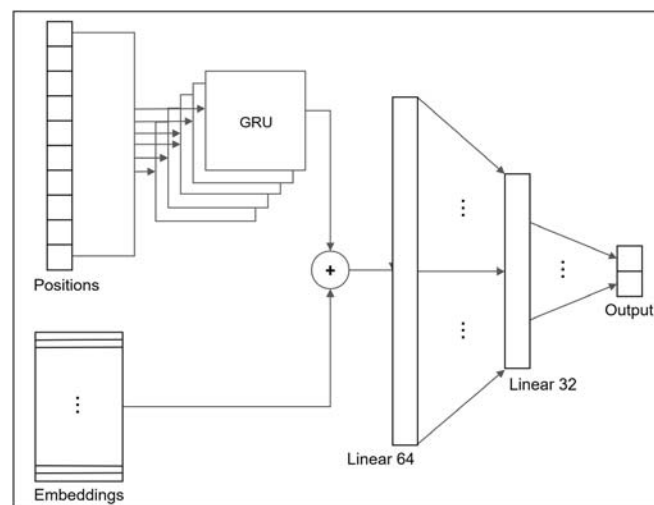 GRU
Positions
+
Output
Linear 32
Linear 64
Embeddings